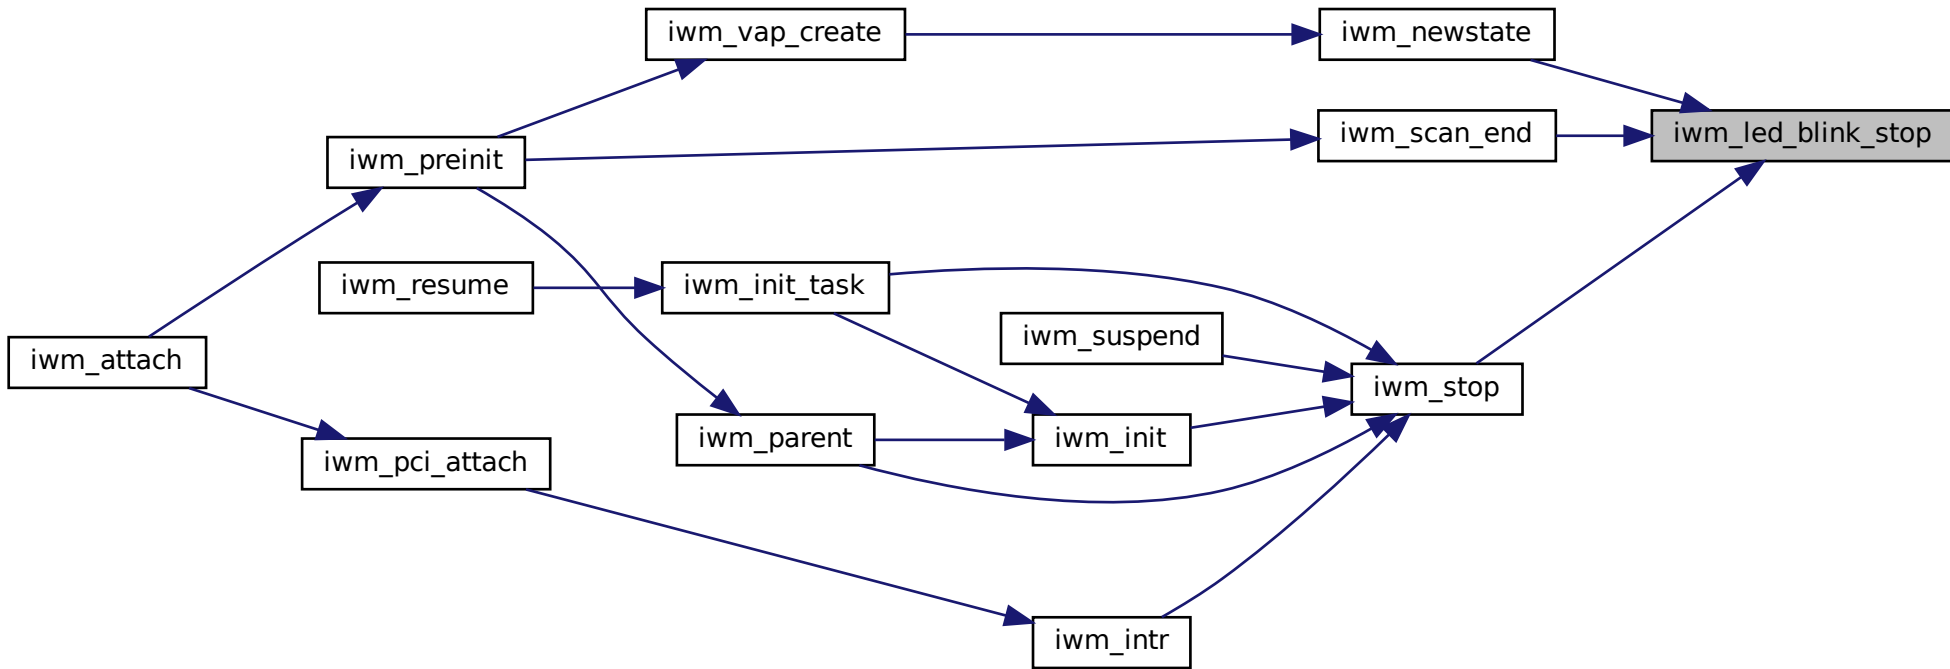 iwm_vap_create
iwm_newstate
iwm_scan_end
iwm_led_blink_stop
iwm_preinit
iwm_resume
iwm_init_task
iwm_suspend
iwm_attach
iwm_stop
iwm_parent
iwm_init
iwm_pci_attach
iwm_intr